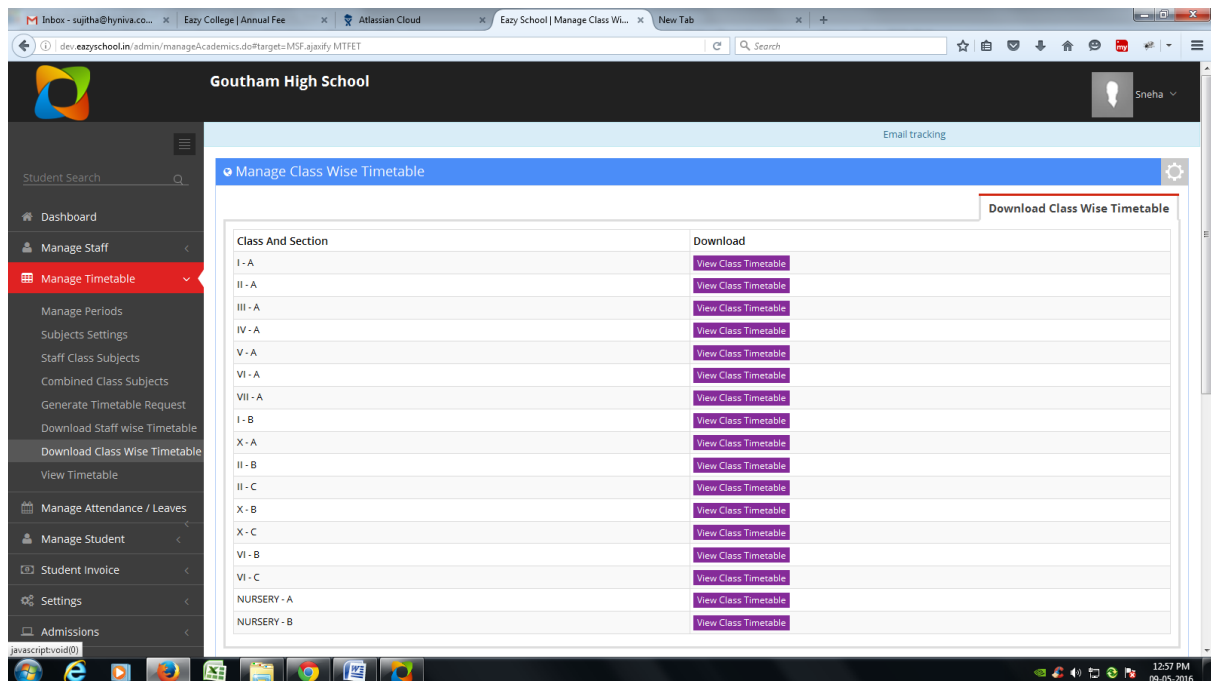 Inbox - sujitha@hyniva.co...
Eazy College | Annual Fee
Atlassian Cloud
Eazy School | Manage Class Wi...
New Tab
dev.eazyschool.in/admin/manageAcademics.do#target=MSF.ajaxify MTFET
Search
my
Goutham High School
Sneha
Email tracking
Student Search
Dashboard
Manage Staff
Manage Timetable
Manage Periods
Subjects Settings
Staff Class Subjects
Combined Class Subjects
Generate Timetable Request
Download Staff wise Timetable
Download Class Wise Timetable
View Timetable
Manage Attendance / Leaves
Manage Student
Student Invoice
Settings
Admissions
Manage Class Wise Timetable
Download Class Wise Timetable
Class And Section Download
I - A View Class Timetable
II - A View Class Timetable
III - A View Class Timetable
IV - A View Class Timetable
V - A View Class Timetable
VI - A View Class Timetable
VII - A View Class Timetable
I - B View Class Timetable
X - A View Class Timetable
II - B View Class Timetable
II - C View Class Timetable
X - B View Class Timetable
X - C View Class Timetable
VI - B View Class Timetable
VI - C View Class Timetable
NURSERY - A View Class Timetable
NURSERY - B View Class Timetable
javascript:void(0)
12:57 PM
09-05-2016